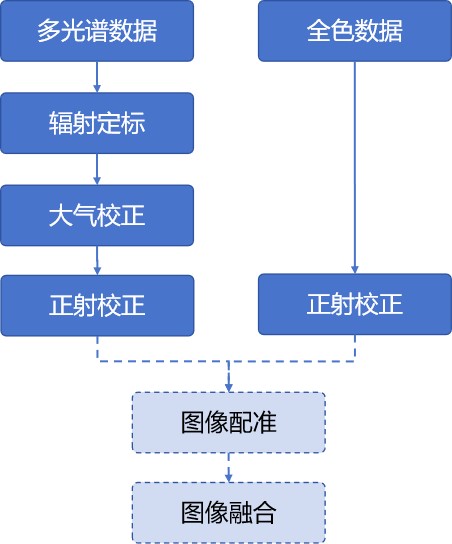 多光谱数据
全色数据
辐射定标
大气校正
正射校正
正射校正
图像配准
图像融合